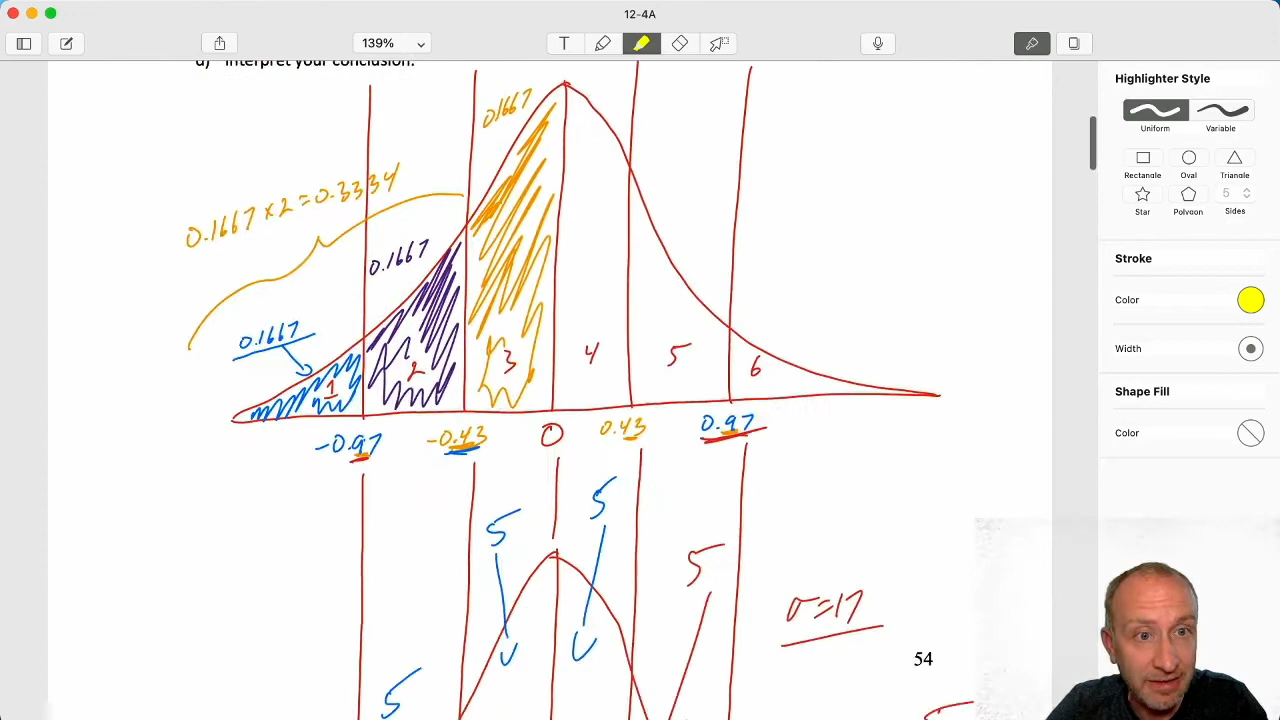 12-4A
139%
T
d) Interpret your conclusion.
Highlighter Style
Uniform
Variable
Rectangle
Oval
Triangle
Star
Polygon
5
Sides
Stroke
Color
Width
Shape Fill
Color
0.1667
0.1667 x 2 = 0.3334
0.1667
0.1667
1
2
3
4
5
6
-0.97
-0.43
0
0.43
0.97
5
5
5
σ=17
5
54